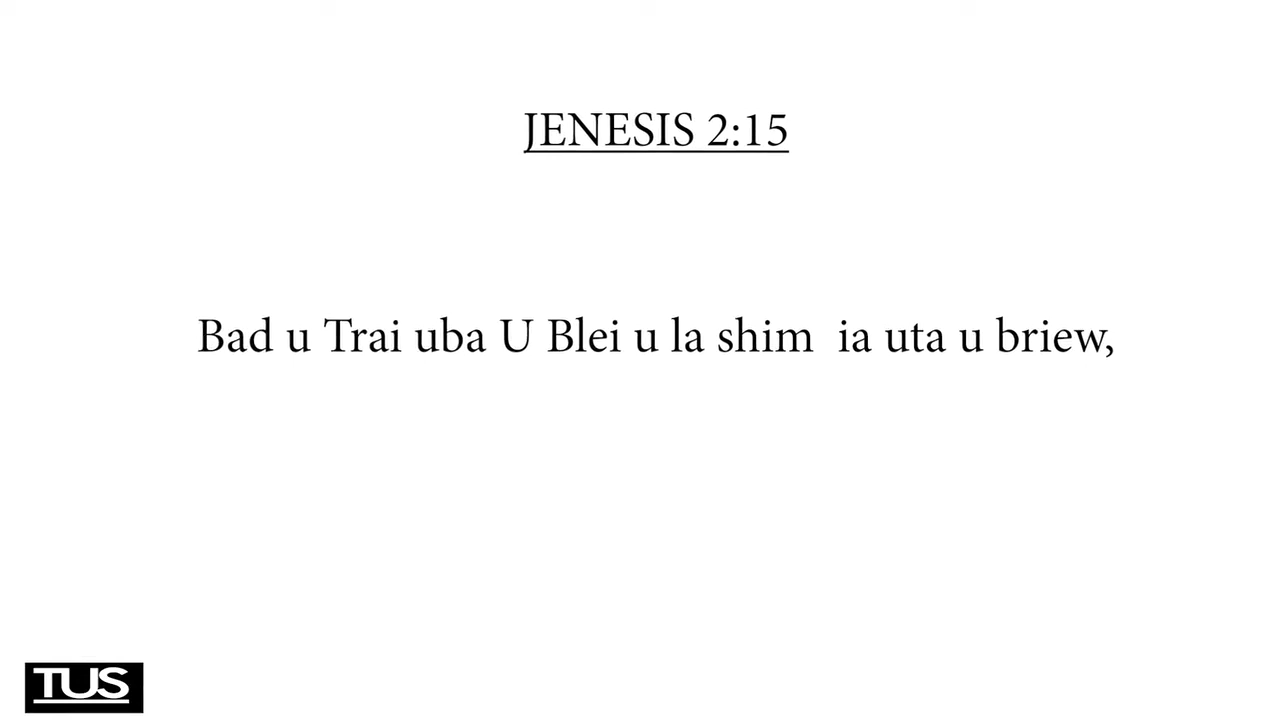 JENESIS 2:15
Bad u Trai uba U Blei u la shim  ia uta u briew,
TUS